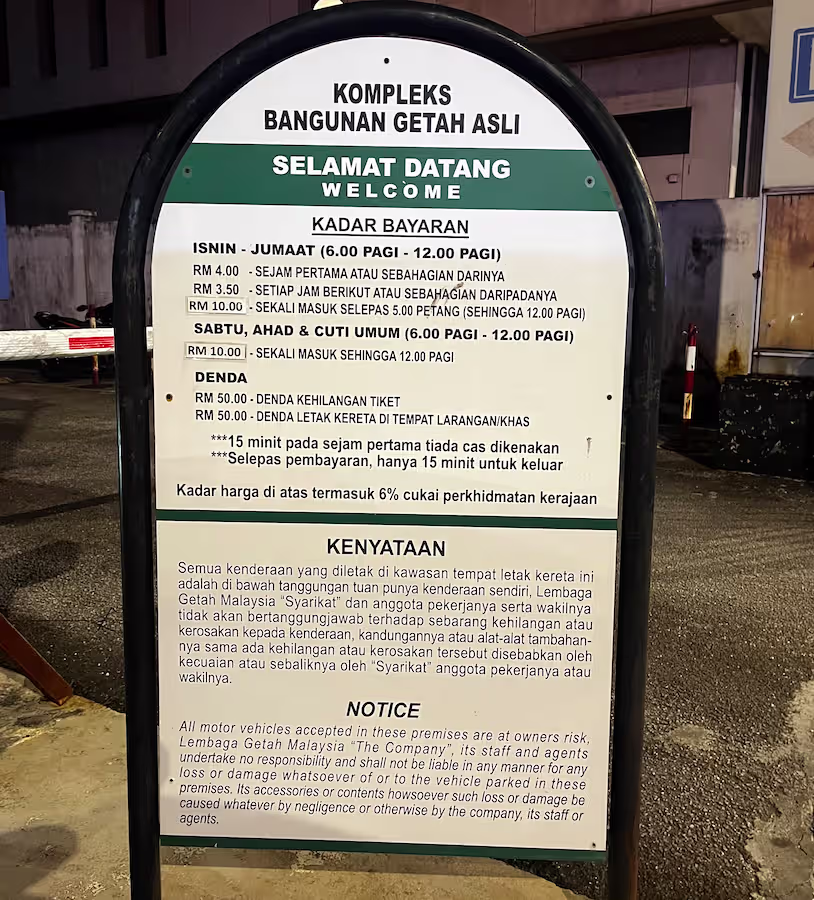 KOMPLEKS
BANGUNAN GETAH ASLI
SELAMAT DATANG
WELCOME
KADAR BAYARAN
ISNIN - JUMAAT (6.00 PAGI - 12.00 PAGI)
RM 4.00 - SEJAM PERTAMA ATAU SEBAHAGIAN DARINYA
RM 3.50 - SETIAP JAM BERIKUT ATAU SEBAHAGIAN DARIPADANYA
RM 10.00 - SEKALI MASUK SELEPAS 5.00 PETANG (SEHINGGA 12.00 PAGI)
SABTU, AHAD & CUTI UMUM (6.00 PAGI - 12.00 PAGI)
RM 10.00 - SEKALI MASUK SEHINGGA 12.00 PAGI
DENDA
RM 50.00 - DENDA KEHILANGAN TIKET
RM 50.00 - DENDA LETAK KERETA DI TEMPAT LARANGAN/KHAS
***15 minit pada sejam pertama tiada cas dikenakan
***Selepas pembayaran, hanya 15 minit untuk keluar
Kadar harga di atas termasuk 6% cukai perkhidmatan kerajaan
KENYATAAN
Semua kenderaan yang diletak di kawasan tempat letak kereta ini
adalah di bawah tanggungan tuan punya kenderaan sendiri, Lembaga
Getah Malaysia “Syarikat” dan anggota pekerjanya serta wakilnya
tidak akan bertanggungjawab terhadap sebarang kehilangan atau
kerosakan kepada kenderaan, kandungannya atau alat-alat tambahan-
nya sama ada kehilangan atau kerosakan tersebut disebabkan oleh
kecuaian atau sebaliknya oleh “Syarikat” anggota pekerjanya atau
wakilnya.
NOTICE
All motor vehicles accepted in these premises are at owners risk,
Lembaga Getah Malaysia “The Company”, its staff and agents
undertake no responsibility and shall not be liable in any manner for any
loss or damage whatsoever of or to the vehicle parked in these
premises. Its accessories or contents howsoever such loss or damage be
caused whatever by negligence or otherwise by the company, its staff or
agents.